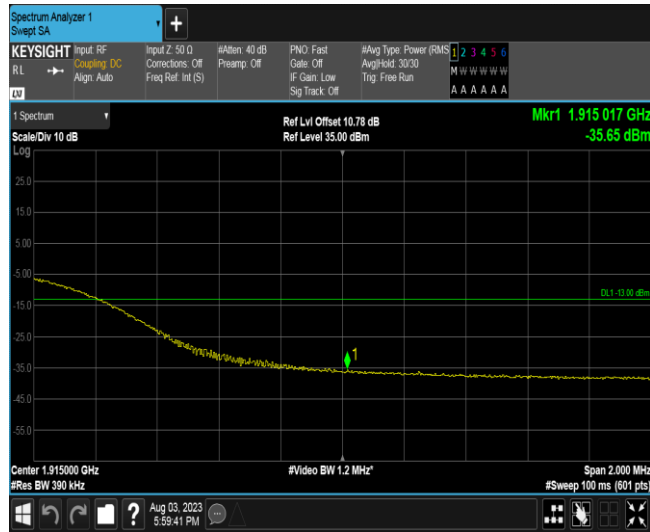 Spectrum Analyzer 1
Swept SA
+
KEYSIGHT
RL
LXI
Input: RF
Coupling: DC
Align: Auto
Input Z: 50 Ω
Corrections: Off
Freq Ref: Int (S)
#Atten: 40 dB
Preamp: Off
PNO: Fast
Gate: Off
IF Gain: Low
Sig Track: Off
#Avg Type: Power (RMS
Avg|Hold: 30/30
Trig: Free Run
1 2 3 4 5 6
M W W W W W
A A A A A A
1 Spectrum
Scale/Div 10 dB
Log
Ref Lvl Offset 10.78 dB
Ref Level 35.00 dBm
Mkr1 1.915 017 GHz
-35.65 dBm
25.0
15.0
5.00
-5.00
-15.0
-25.0
-35.0
-45.0
-55.0
DL1 -13.00 dBm
1
Center 1.915000 GHz
#Res BW 390 kHz
#Video BW 1.2 MHz*
Span 2.000 MHz
#Sweep 100 ms (601 pts)
?
Aug 03, 2023
5:59:41 PM